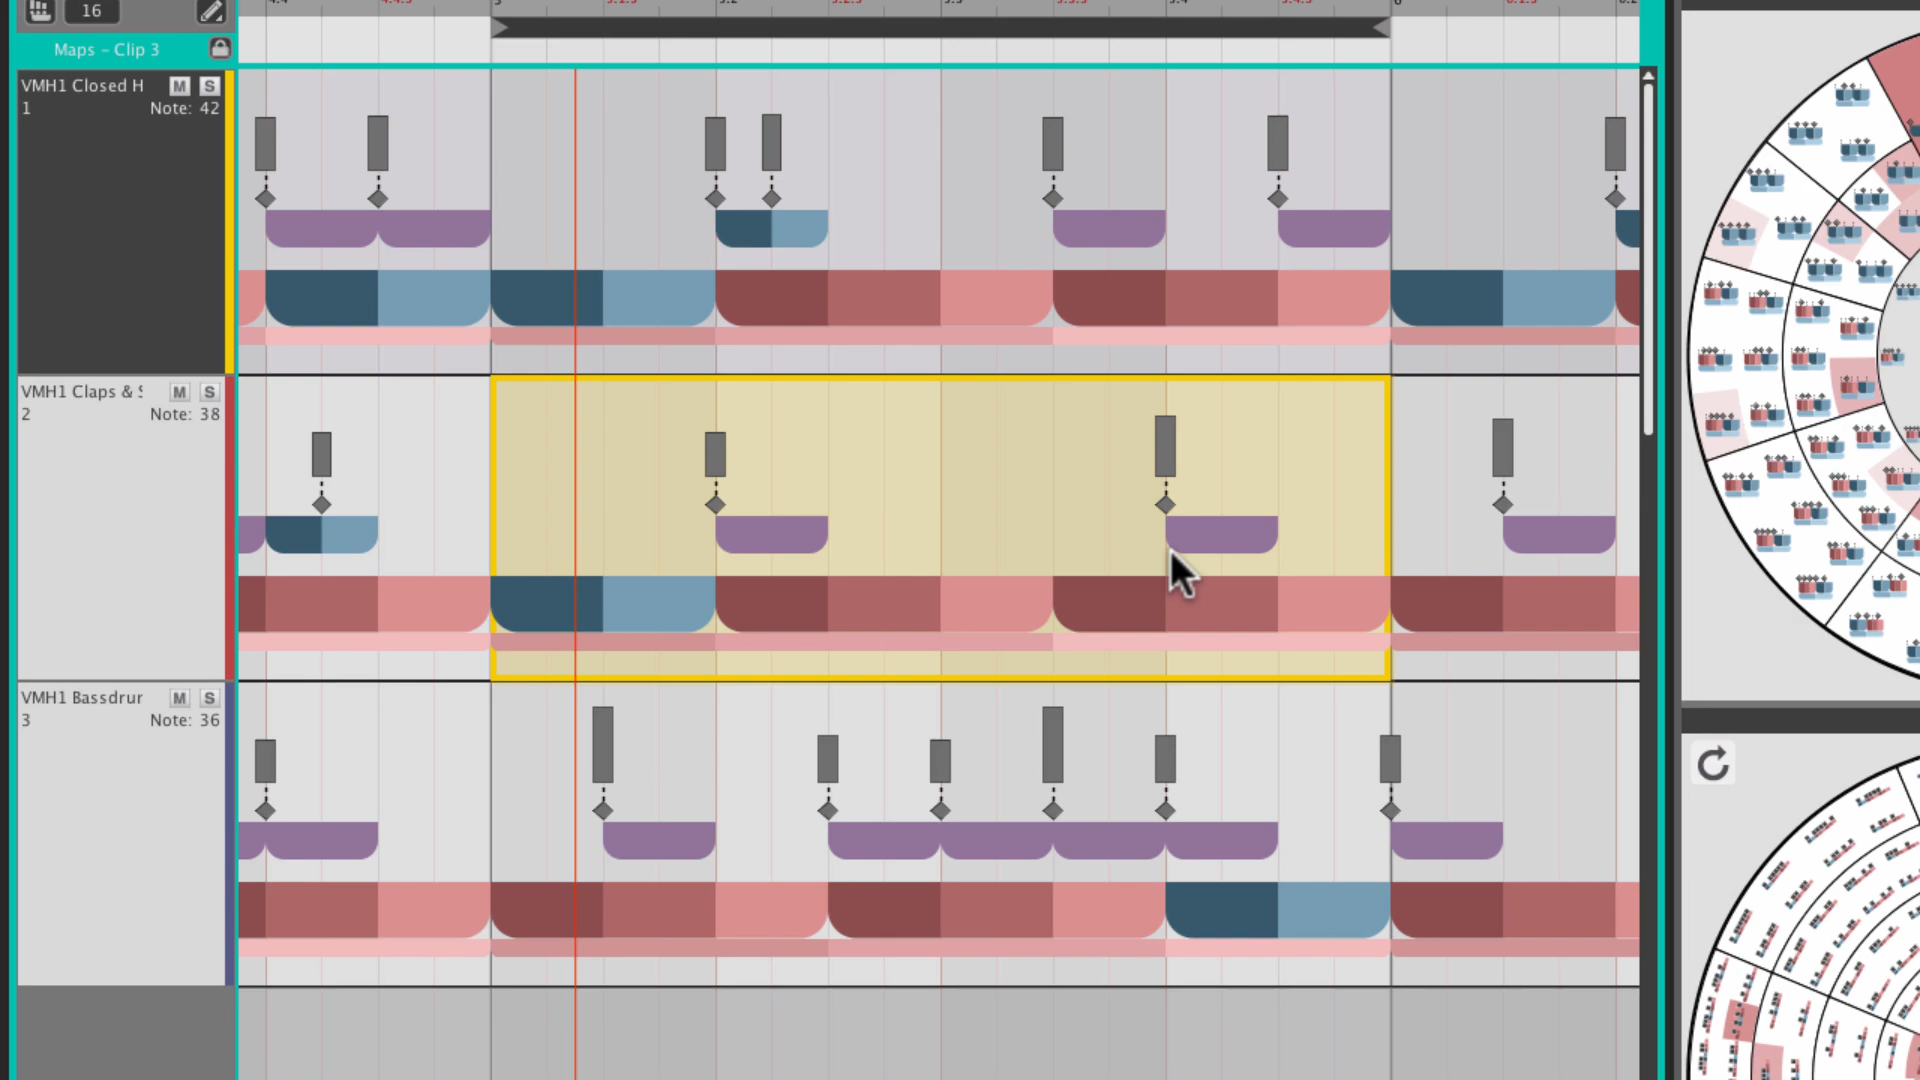 16
Maps – Clip 3
VMH1 Closed H M S
1 Note: 42
VMH1 Claps & M S
2 Note: 38
VMH1 Bassdrur M S
3 Note: 36